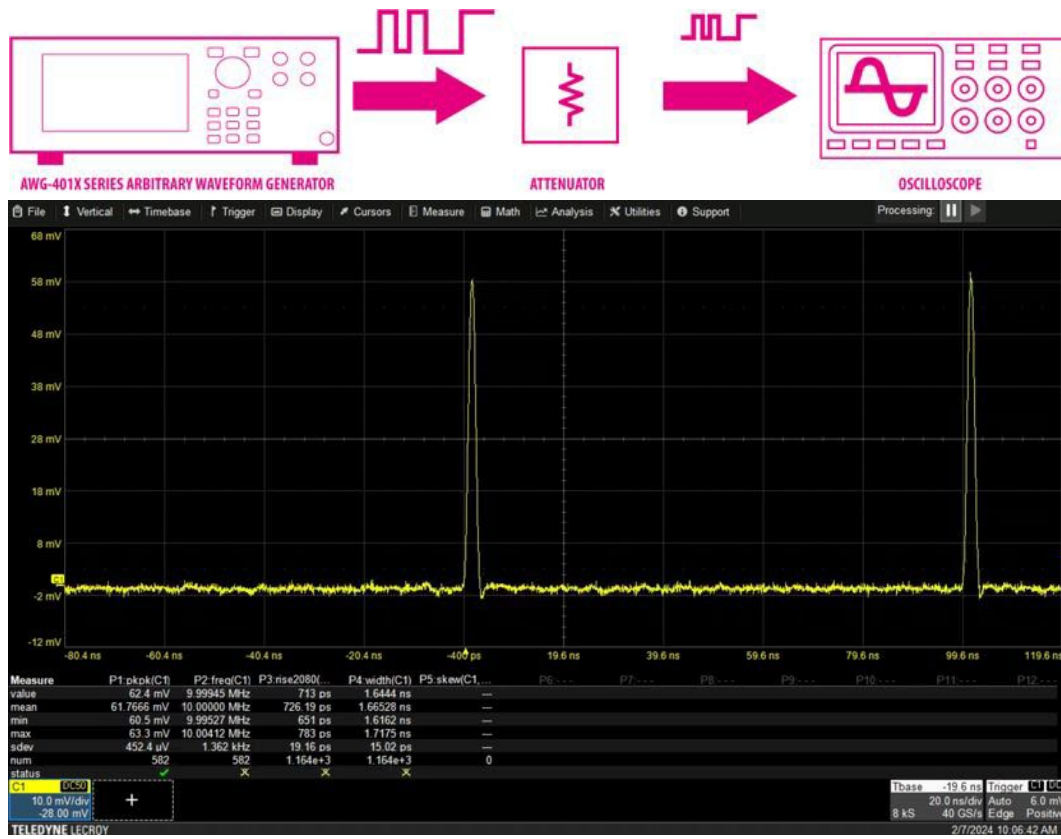 AWG-401X SERIES ARBITRARY WAVEFORM GENERATOR ATTENUATOR OSCILLOSCOPE
File Vertical Timebase Trigger Display Cursors Measure Math Analysis Utilities Support Processing:
68 mV
58 mV
48 mV
38 mV
28 mV
18 mV
8 mV
C1
-2 mV
-12 mV
-80.4 ns -60.4 ns -40.4 ns -20.4 ns -400 ps 19.6 ns 39.6 ns 59.6 ns 79.6 ns 99.6 ns 119.6 ns
Measure P1:pkpk(C1) P2:freq(C1) P3:rise2080(... P4:width(C1) P5:skew(C1,... P6:- - - P7:- - - P8:- - - P9:- - - P10:- - - P11:- - - P12:- - -
value 62.4 mV 9.99945 MHz 713 ps 1.6444 ns ---
mean 61.7666 mV 10.00000 MHz 726.19 ps 1.66528 ns ---
min 60.5 mV 9.99527 MHz 651 ps 1.6162 ns ---
max 63.3 mV 10.00412 MHz 783 ps 1.7175 ns ---
sdev 452.4 µV 1.362 kHz 19.16 ps 15.02 ps ---
num 582 582 1.164e+3 1.164e+3 0
status
C1 DC50 Tbase -19.6 ns Trigger C1 DC
10.0 mV/div + 20.0 ns/div Auto 6.0 m
-28.00 mV 8 kS 40 GS/s Edge Positiv
TELEDYNE LECROY 2/7/2024 10:06:42 AM